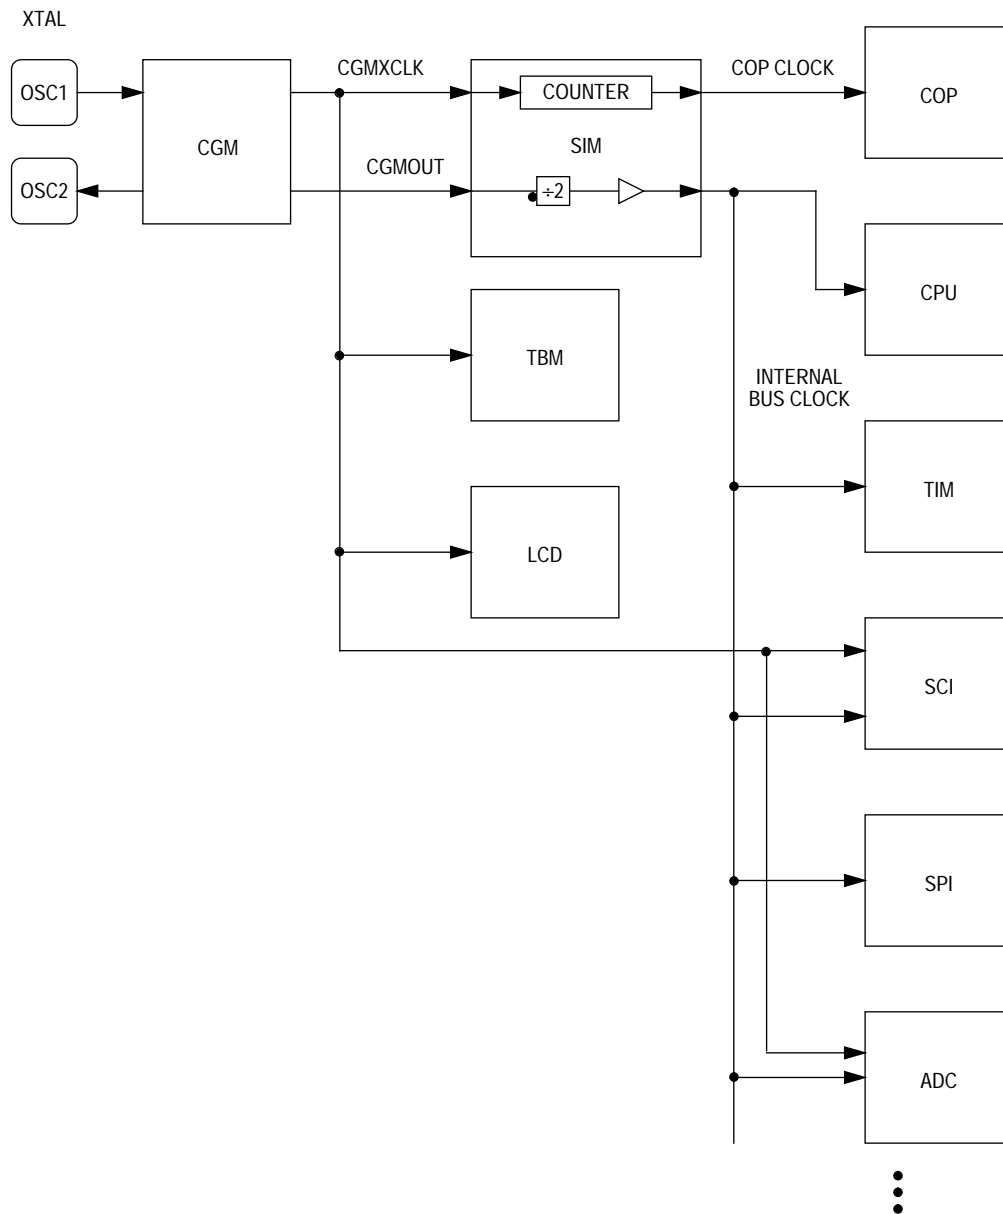 XTAL
OSC1
OSC2
CGM
CGMXCLK
CGMOUT
COUNTER
SIM
÷2
COP CLOCK
COP
CPU
TBM
INTERNAL
BUS CLOCK
TIM
LCD
SCI
SPI
ADC